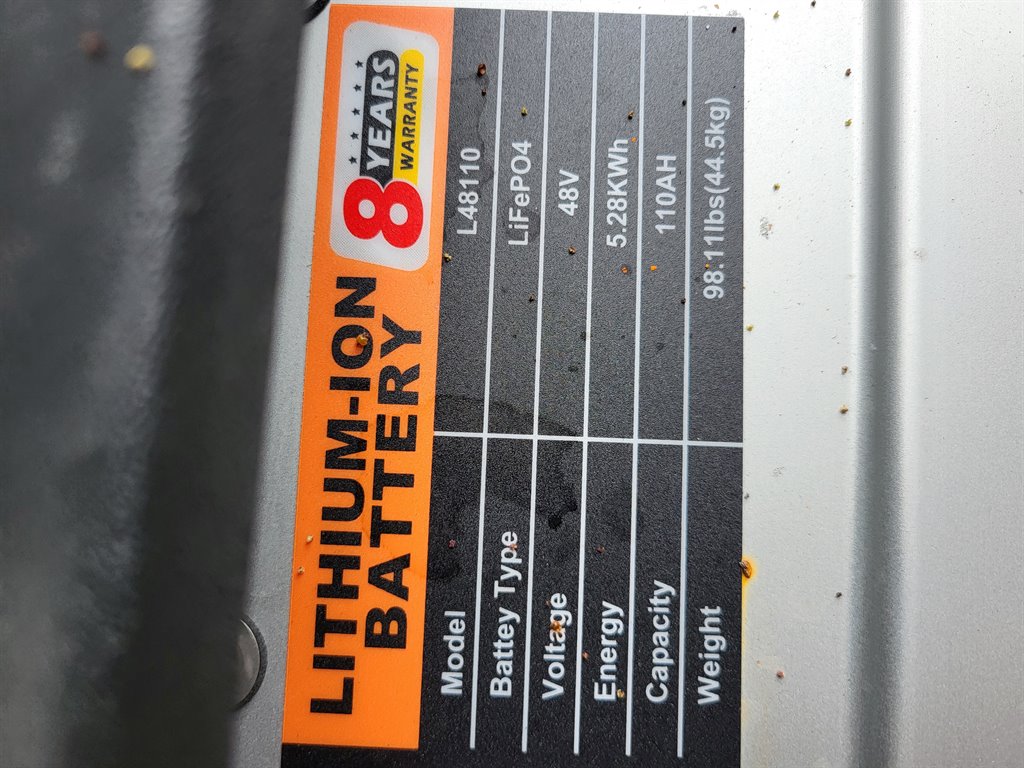 LITHIUM-ION
BATTERY
8 YEARS
WARRANTY
Model L48110
Battey Type LiFePO4
Voltage 48V
Energy 5.28KWh
Capacity 110AH
Weight 98.11lbs(44.5kg)